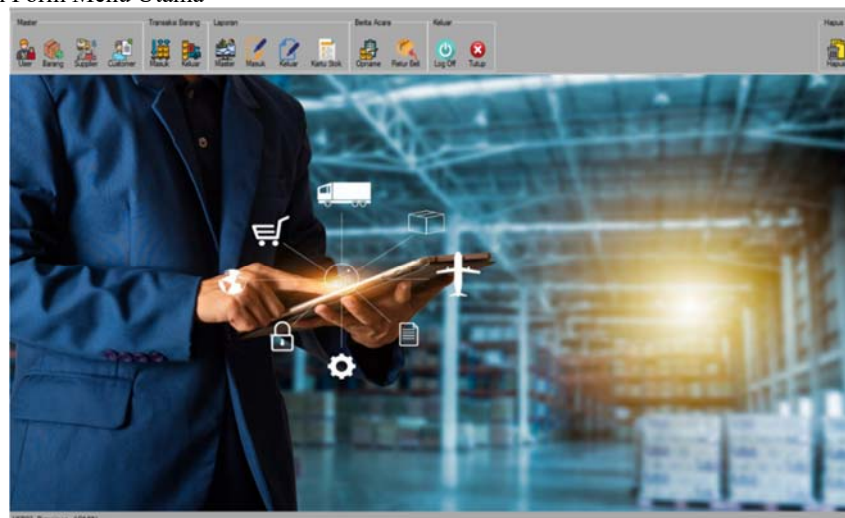 Form Menu Utama
Master Transaksi Barang Laporan Berita Acara Keluar Hapus
User Barang Supplier Customer Masuk Keluar Master Masuk Keluar Kartu Stok Opname Retur Beli Log Off Tutup Hapus